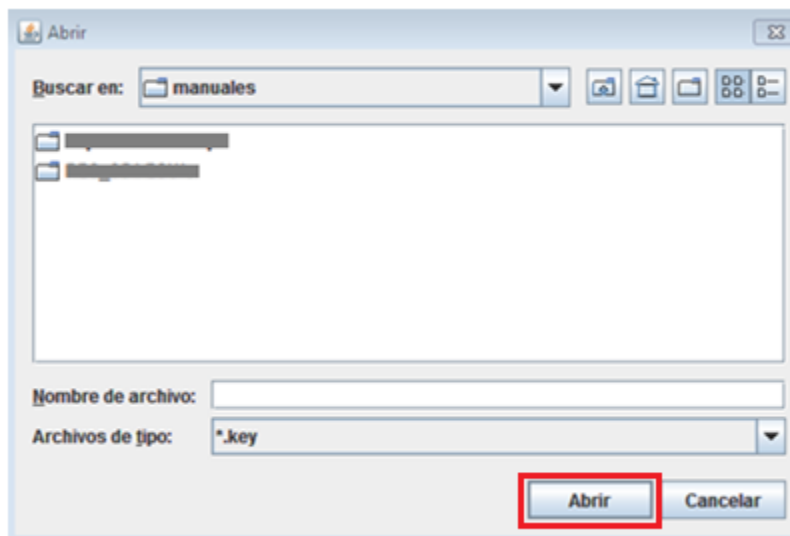 Abrir
Buscar en: manuales
Nombre de archivo:
Archivos de tipo: *.key
Abrir Cancelar